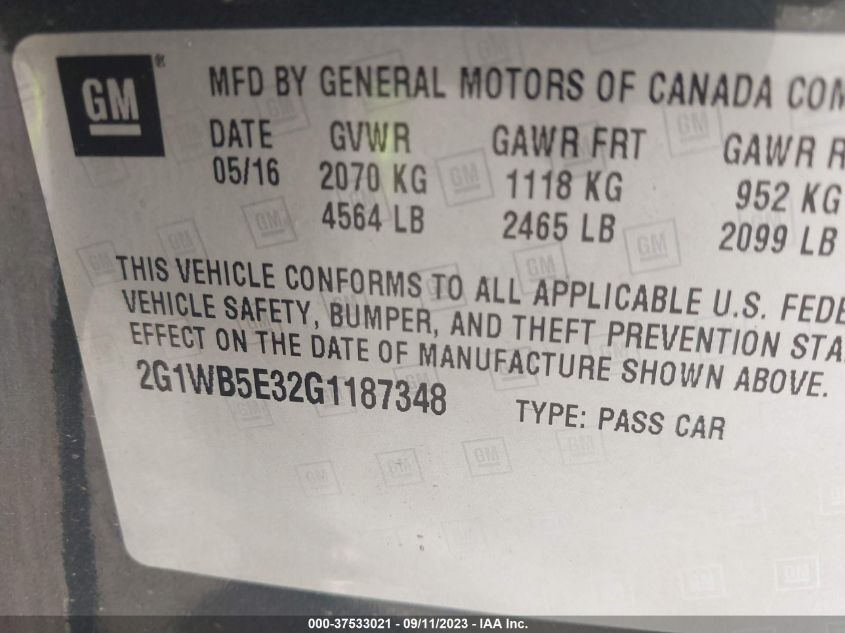 GM®
MFD BY GENERAL MOTORS OF CANADA
DATE GVWR GAWR FRT GAWR
05/16 2070 KG 1118 KG 952 KG
4564 LB 2465 LB 2099 LB
THIS VEHICLE CONFORMS TO ALL APPLICABLE U.S.
VEHICLE SAFETY, BUMPER, AND THEFT PREVENTION
EFFECT ON THE DATE OF MANUFACTURE SHOWN ABOVE.
2G1WB5E32G1187348 TYPE: PASS CAR
000-37533021 - 09/11/2023 - IAA Inc.